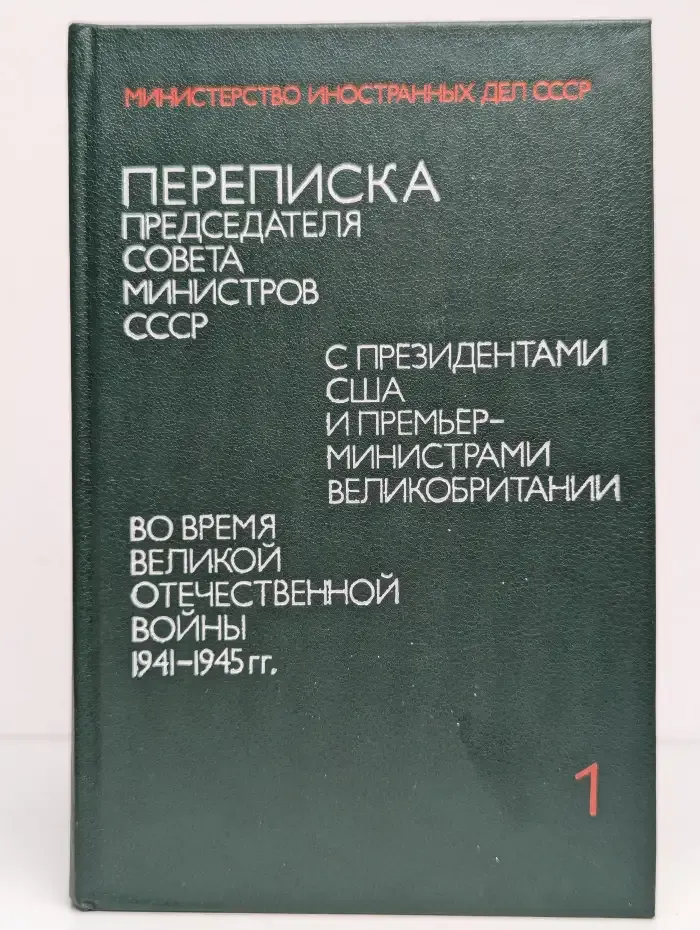 МИНИСТЕРСТВО ИНОСТРАННЫХ ДЕЛ СССР
ПЕРЕПИСКА
ПРЕДСЕДАТЕЛЯ
СОВЕТА
МИНИСТРОВ
СССР
С ПРЕЗИДЕНТАМИ
США
И ПРЕМЬЕР-
МИНИСТРАМИ
ВЕЛИКОБРИТАНИИ
ВО ВРЕМЯ
ВЕЛИКОЙ
ОТЕЧЕСТВЕННОЙ
ВОЙНЫ
1941-1945 гг.
1